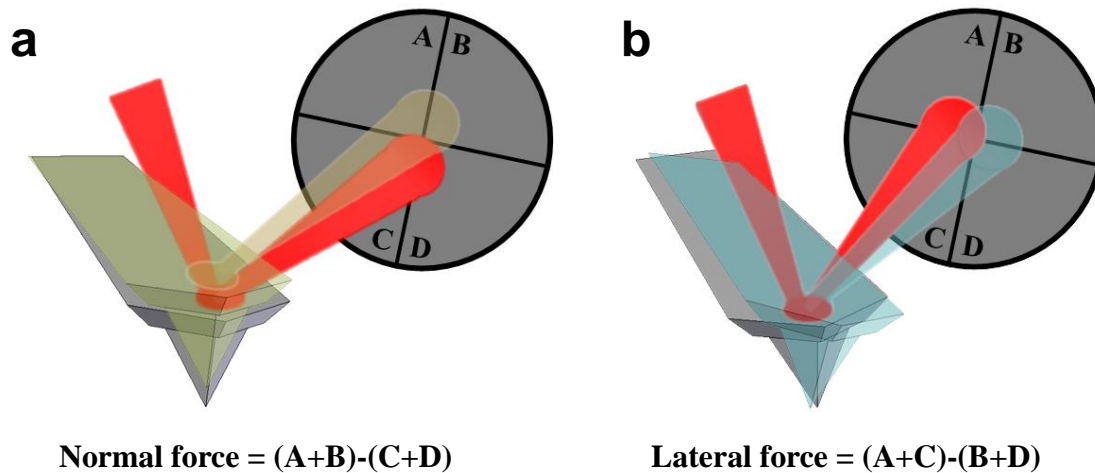 a
A B
C D
Normal force = (A+B)-(C+D)
b
A B
C D
Lateral force = (A+C)-(B+D)